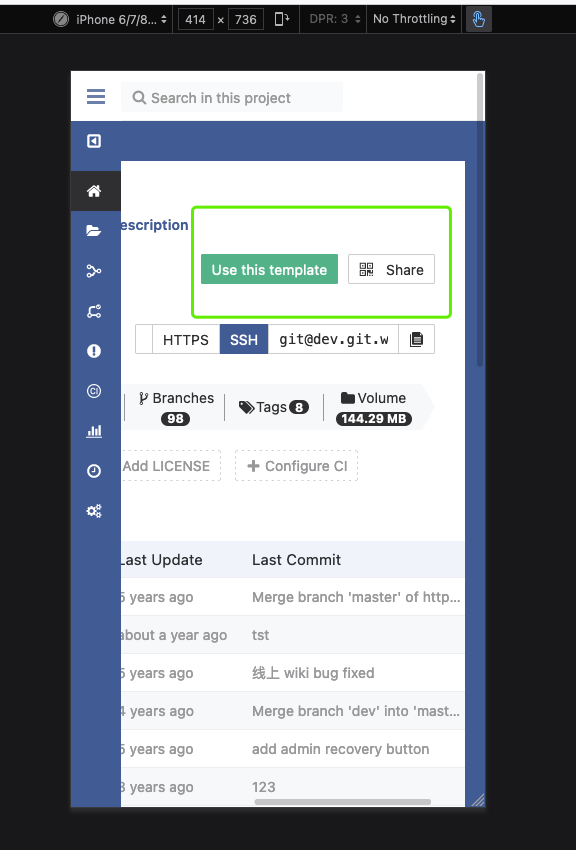 iPhone 6/7/8... 414 × 736 DPR: 3 No Throttling
Search in this project
escription
Use this template Share
HTTPS SSH git@dev.git.w
Branches 98
Tags 8
Volume 144.29 MB
Add LICENSE Configure CI
Last Update Last Commit
5 years ago Merge branch 'master' of http...
about a year ago tst
5 years ago 线上 wiki bug fixed
4 years ago Merge branch 'dev' into 'mast...
5 years ago add admin recovery button
3 years ago 123